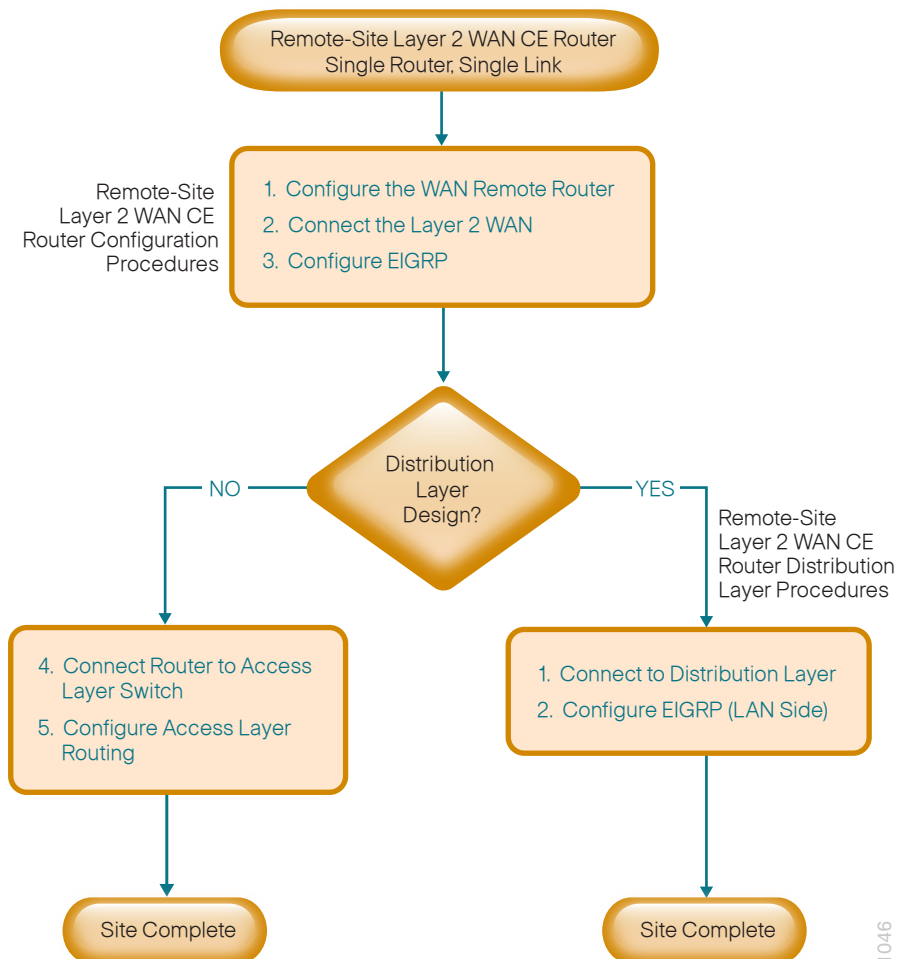 Remote-Site Layer 2 WAN CE Router
Single Router, Single Link
Remote-Site
Layer 2 WAN CE
Router Configuration
Procedures
1. Configure the WAN Remote Router
2. Connect the Layer 2 WAN
3. Configure EIGRP
Distribution
Layer
Design?
NO
YES
Remote-Site
Layer 2 WAN CE
Router Distribution
Layer Procedures
4. Connect Router to Access
Layer Switch
5. Configure Access Layer
Routing
1. Connect to Distribution Layer
2. Configure EIGRP (LAN Side)
Site Complete
Site Complete